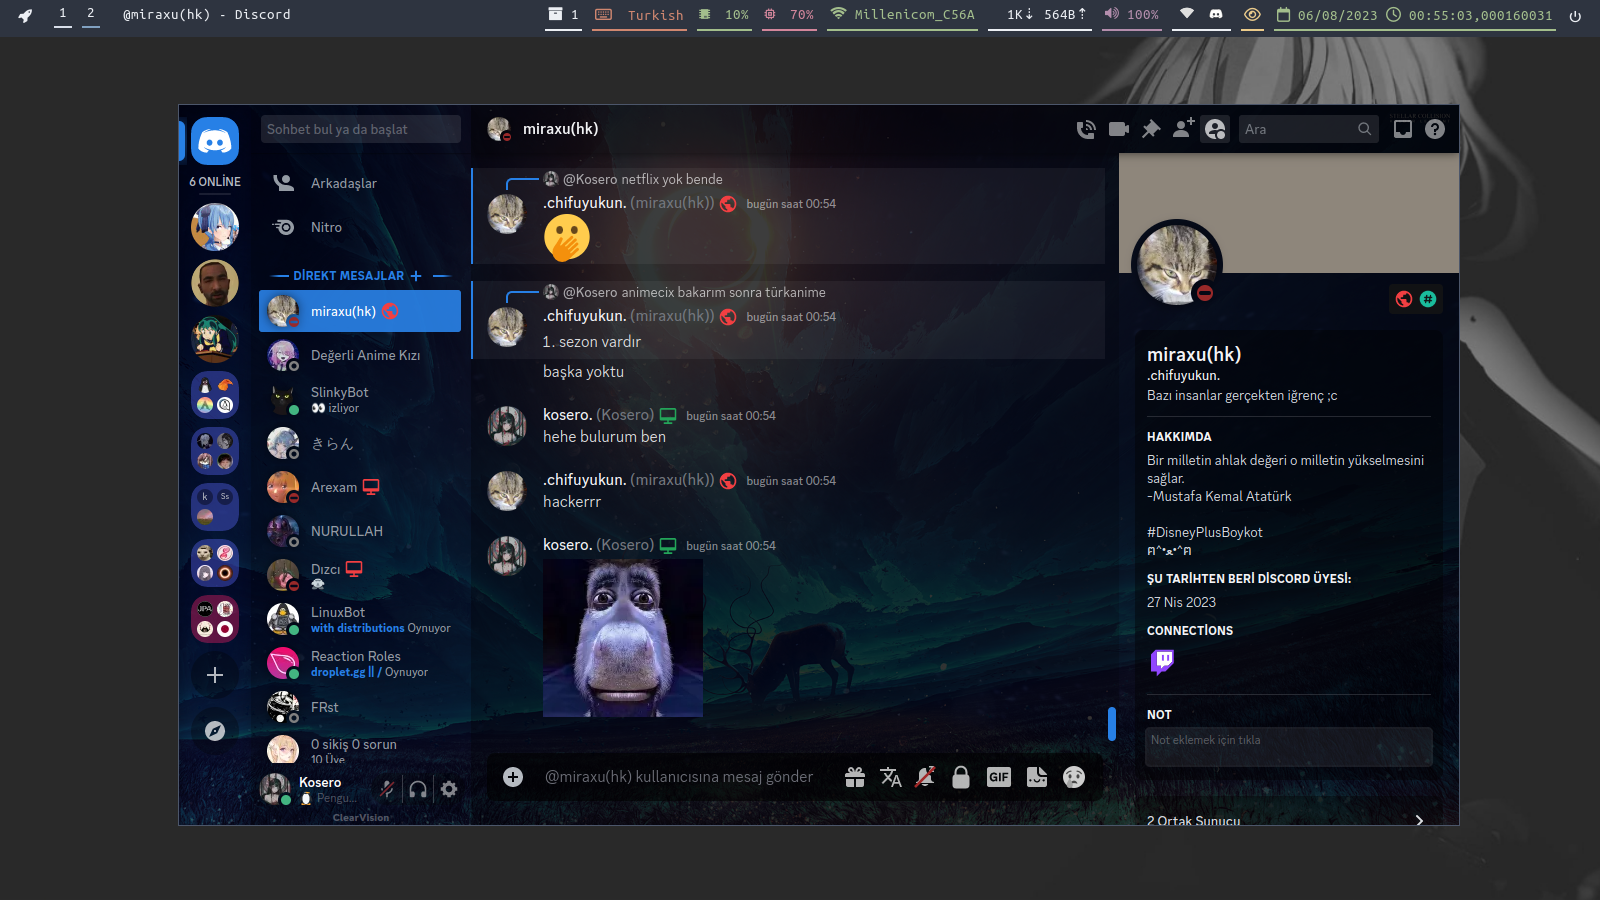 1 2 @miraxu(hk) - Discord 1 Turkish 10% 70% Millenicom_C56A 1K↓ 564B↑ 100% 06/08/2023 00:55:03,000160031
Sohbet bul ya da başlat
6 ONLINE
Arkadaşlar
Nitro
DİREKT MESAJLAR +
miraxu(hk)
Değerli Anime Kızı
SlinkyBot
👀 izliyor
きらん
Arexam
NURULLAH
Dızcı
LinuxBot
with distributions Oynuyor
Reaction Roles
droplet.gg || / Oynuyor
FRst
0 sikiş 0 sorun
10 Üye
k Ss
JIPA
Kosero
Pengu...
ClearVision
miraxu(hk)
Ara
@Kosero netflix yok bende
.chifuyukun. (miraxu(hk)) bugün saat 00:54
@Kosero animecix bakarım sonra türkanime
.chifuyukun. (miraxu(hk)) bugün saat 00:54
1. sezon vardır
başka yoktu
kosero. (Kosero) bugün saat 00:54
hehe bulurum ben
.chifuyukun. (miraxu(hk)) bugün saat 00:54
hackerrr
kosero. (Kosero) bugün saat 00:54
@miraxu(hk) kullanıcısına mesaj gönder
GIF
miraxu(hk)
.chifuyukun.
Bazı insanlar gerçekten iğrenç ;c
HAKKIMDA
Bir milletin ahlak değeri o milletin yükselmesini
sağlar.
-Mustafa Kemal Atatürk
#DisneyPlusBoykot
ฅ^•ﻌ•^ฅ
ŞU TARİHTEN BERİ DİSCORD ÜYESİ:
27 Nis 2023
CONNECTİONS
NOT
Not eklemek için tıkla
2 Ortak Sunucu